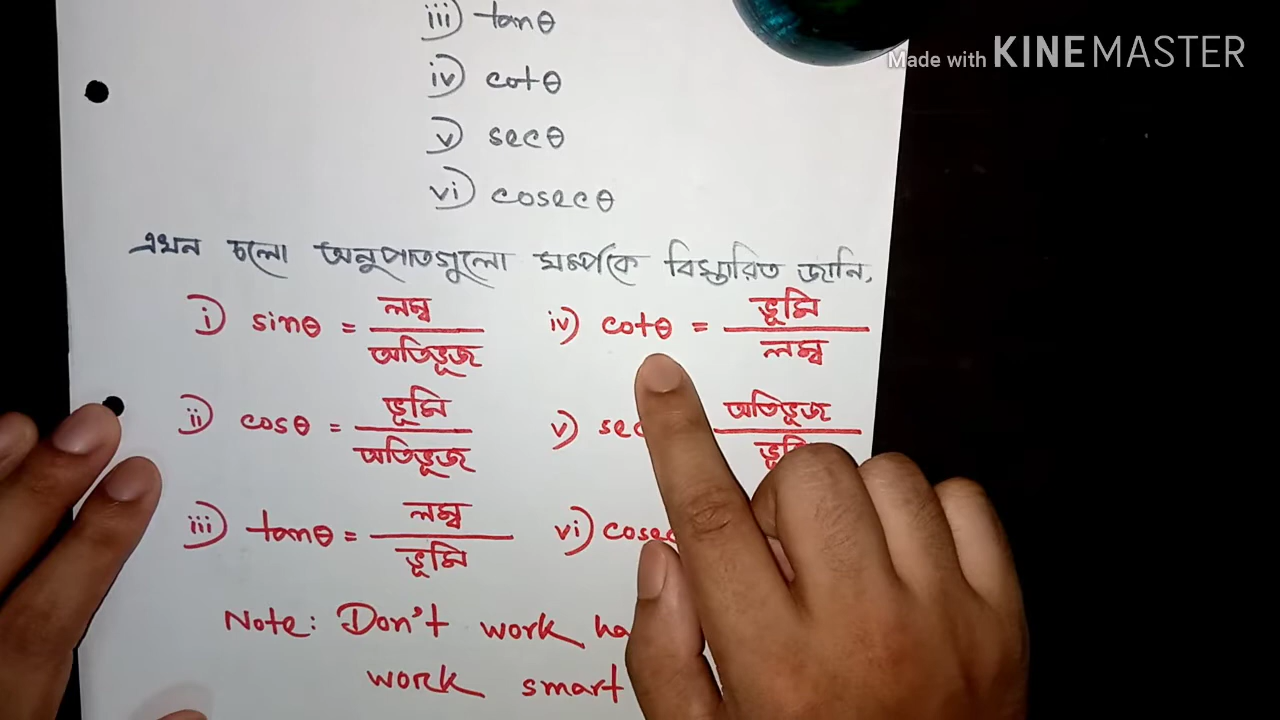 iii) tanθ
Made with KINEMASTER
iv) cotθ
v) secθ
vi) cosecθ
এখন চলো অনুপাতগুলো সম্পর্কে বিস্তারিত জানি,
i) sinθ = লম্ব / অতিভূজ
iv) cotθ = ভূমি / লম্ব
ii) cosθ = ভূমি / অতিভূজ
v) sec অতিভূজ /
iii) tanθ = লম্ব / ভূমি
vi) cosec
Note: Don't work
work smart